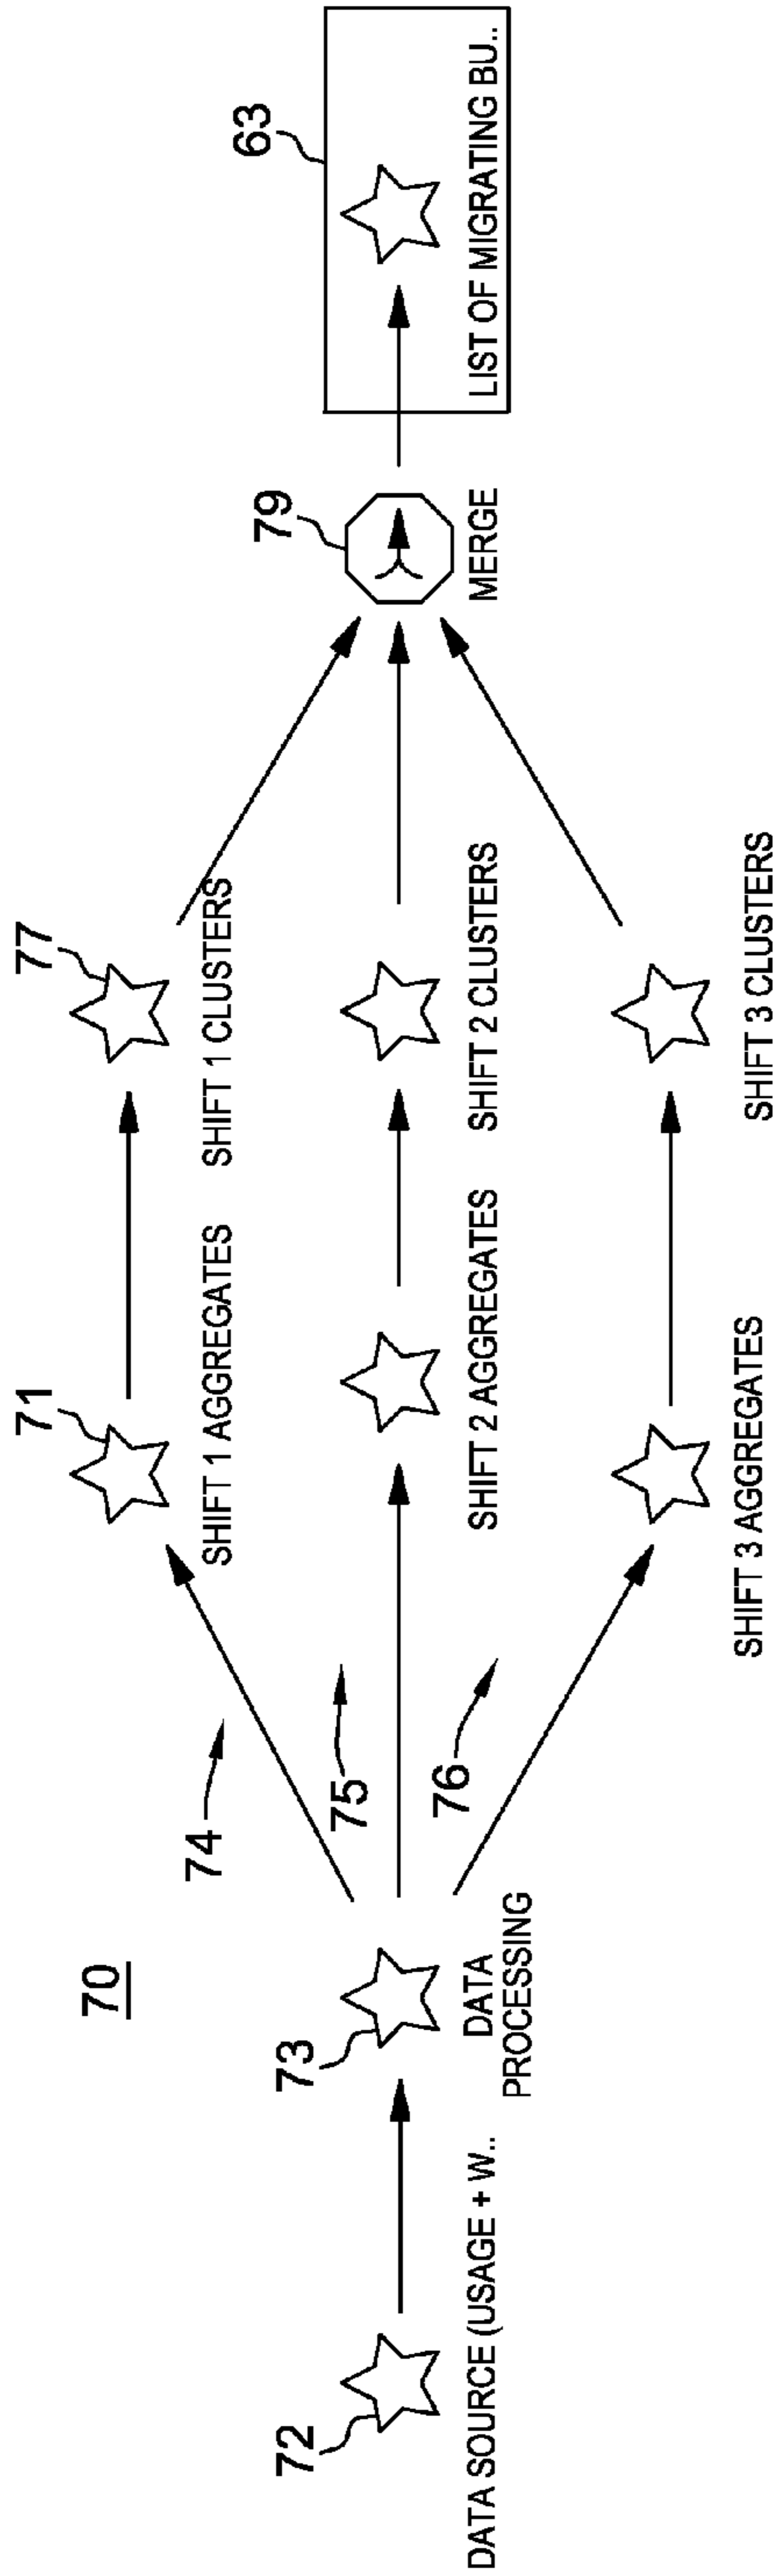 70
72
DATA SOURCE (USAGE + W..
73
DATA
PROCESSING
74
75
76
71
SHIFT 1 AGGREGATES
SHIFT 2 AGGREGATES
SHIFT 3 AGGREGATES
77
SHIFT 1 CLUSTERS
SHIFT 2 CLUSTERS
SHIFT 3 CLUSTERS
79
MERGE
63
LIST OF MIGRATING BU..